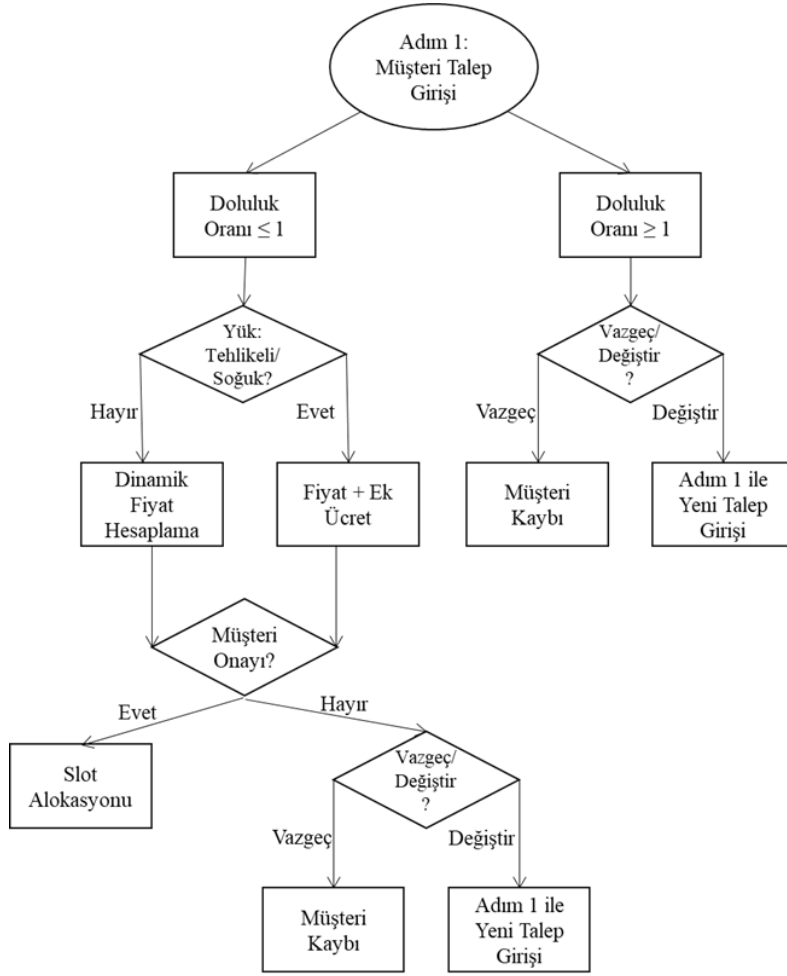 Adım 1:
Müşteri Talep
Girişi
Doluluk
Oranı ≤ 1
Doluluk
Oranı ≥ 1
Yük:
Tehlikeli/
Soğuk?
Vazgeç/
Değiştir
?
Hayır
Evet
Vazgeç
Değiştir
Dinamik
Fiyat
Hesaplama
Fiyat + Ek
Ücret
Müşteri
Kaybı
Adım 1 ile
Yeni Talep
Girişi
Müşteri
Onayı?
Evet
Hayır
Slot
Alokasyonu
Vazgeç/
Değiştir
?
Vazgeç
Değiştir
Müşteri
Kaybı
Adım 1 ile
Yeni Talep
Girişi